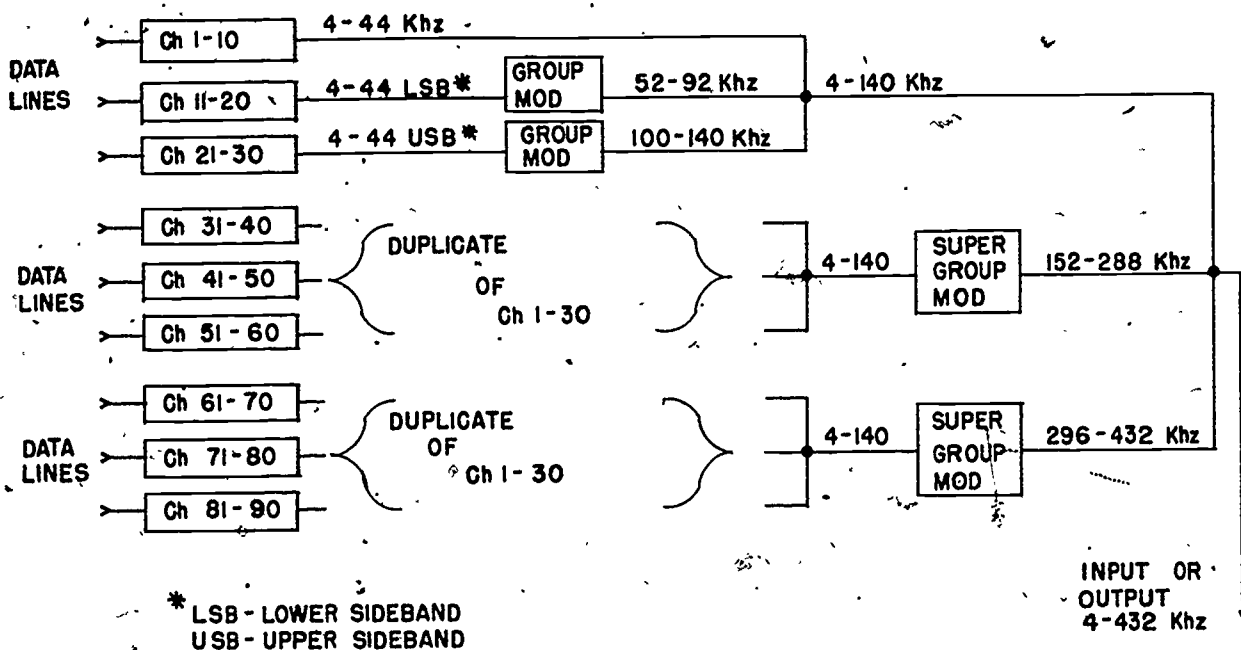 Ch 1-10
4-44 Khz
DATA
LINES
Ch 11-20
4-44 LSB*
GROUP
MOD
52-92 Khz
4-140 Khz
Ch 21-30
4-44 USB*
GROUP
MOD
100-140 Khz
DATA
LINES
Ch 31-40
Ch 41-50
Ch 51-60
DUPLICATE
OF
Ch 1-30
4-140
SUPER
GROUP
MOD
152-288 Khz
DATA
LINES
Ch 61-70
Ch 71-80
Ch 81-90
DUPLICATE
OF
Ch 1-30
4-140
SUPER
GROUP
MOD
296-432 Khz
INPUT OR
OUTPUT
4-432 Khz
* LSB-LOWER SIDEBAND
USB-UPPER SIDEBAND